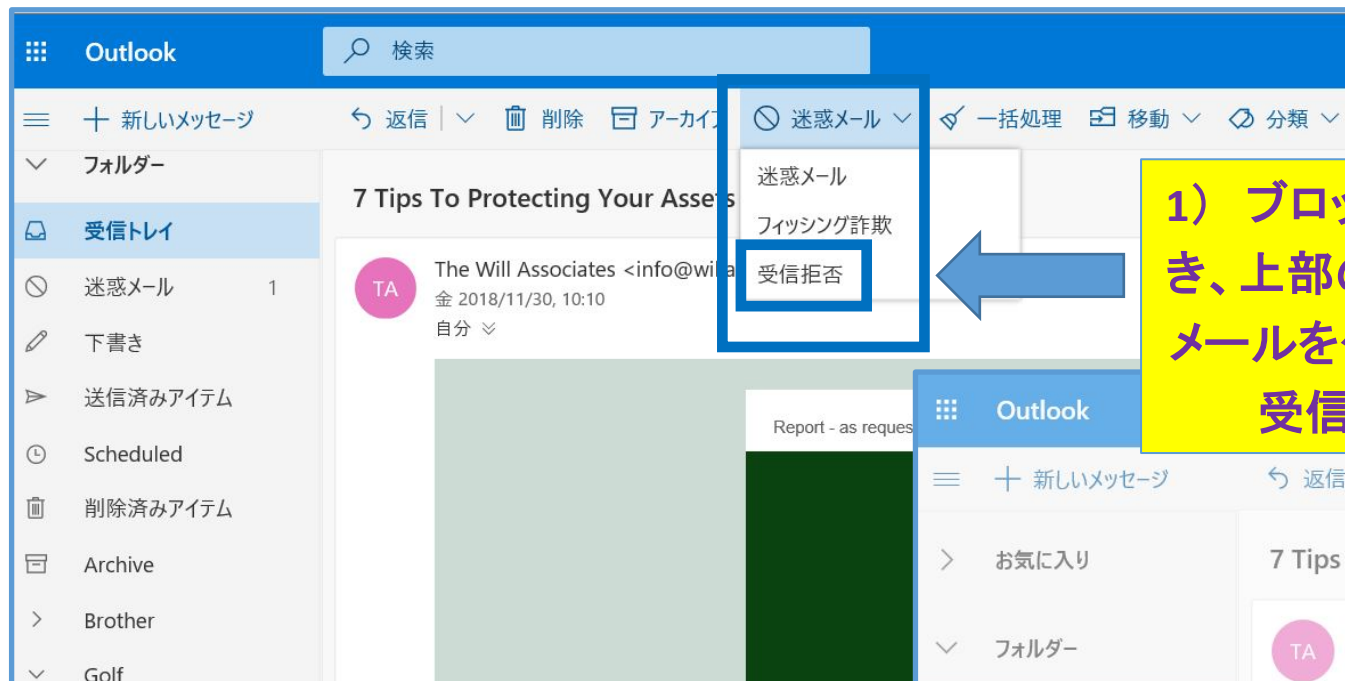 Outlook
検索
新しいメッセージ
返信
削除
アーカイ
迷惑メール
一括処理
移動
分類
フォルダー
受信トレイ
迷惑メール 1
下書き
送信済みアイテム
Scheduled
削除済みアイテム
Archive
Brother
Golf
7 Tips To Protecting Your Assets
TA
The Will Associates <info@wil
金 2018/11/30, 10:10
自分
迷惑メール
フィッシング詐欺
受信拒否
Report - as reques
1） ブロッ
き、上部の
メールを
受信
Outlook
新しいメッセージ
返信
お気に入り
フォルダー
7 Tips
TA